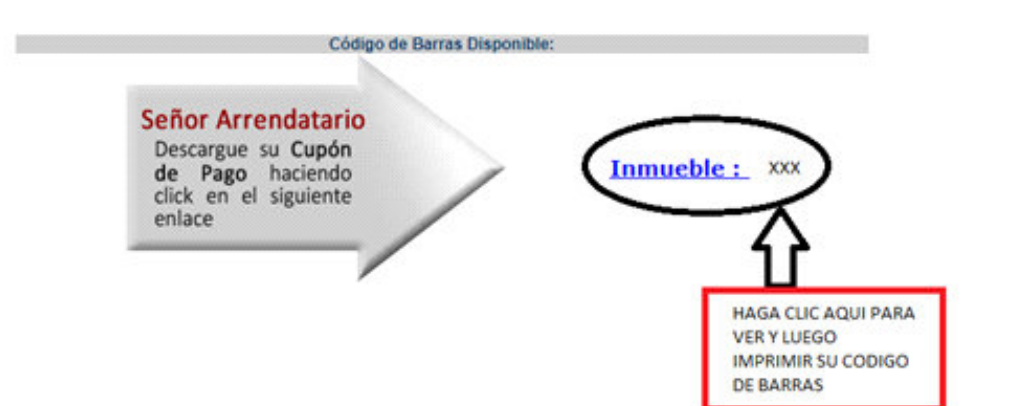 Código de Barras Disponible:
Señor Arrendatario
Descargue su Cupón
de Pago haciendo
click en el siguiente
enlace
Inmueble : xxx
HAGA CLIC AQUI PARA
VER Y LUEGO
IMPRIMIR SU CODIGO
DE BARRAS